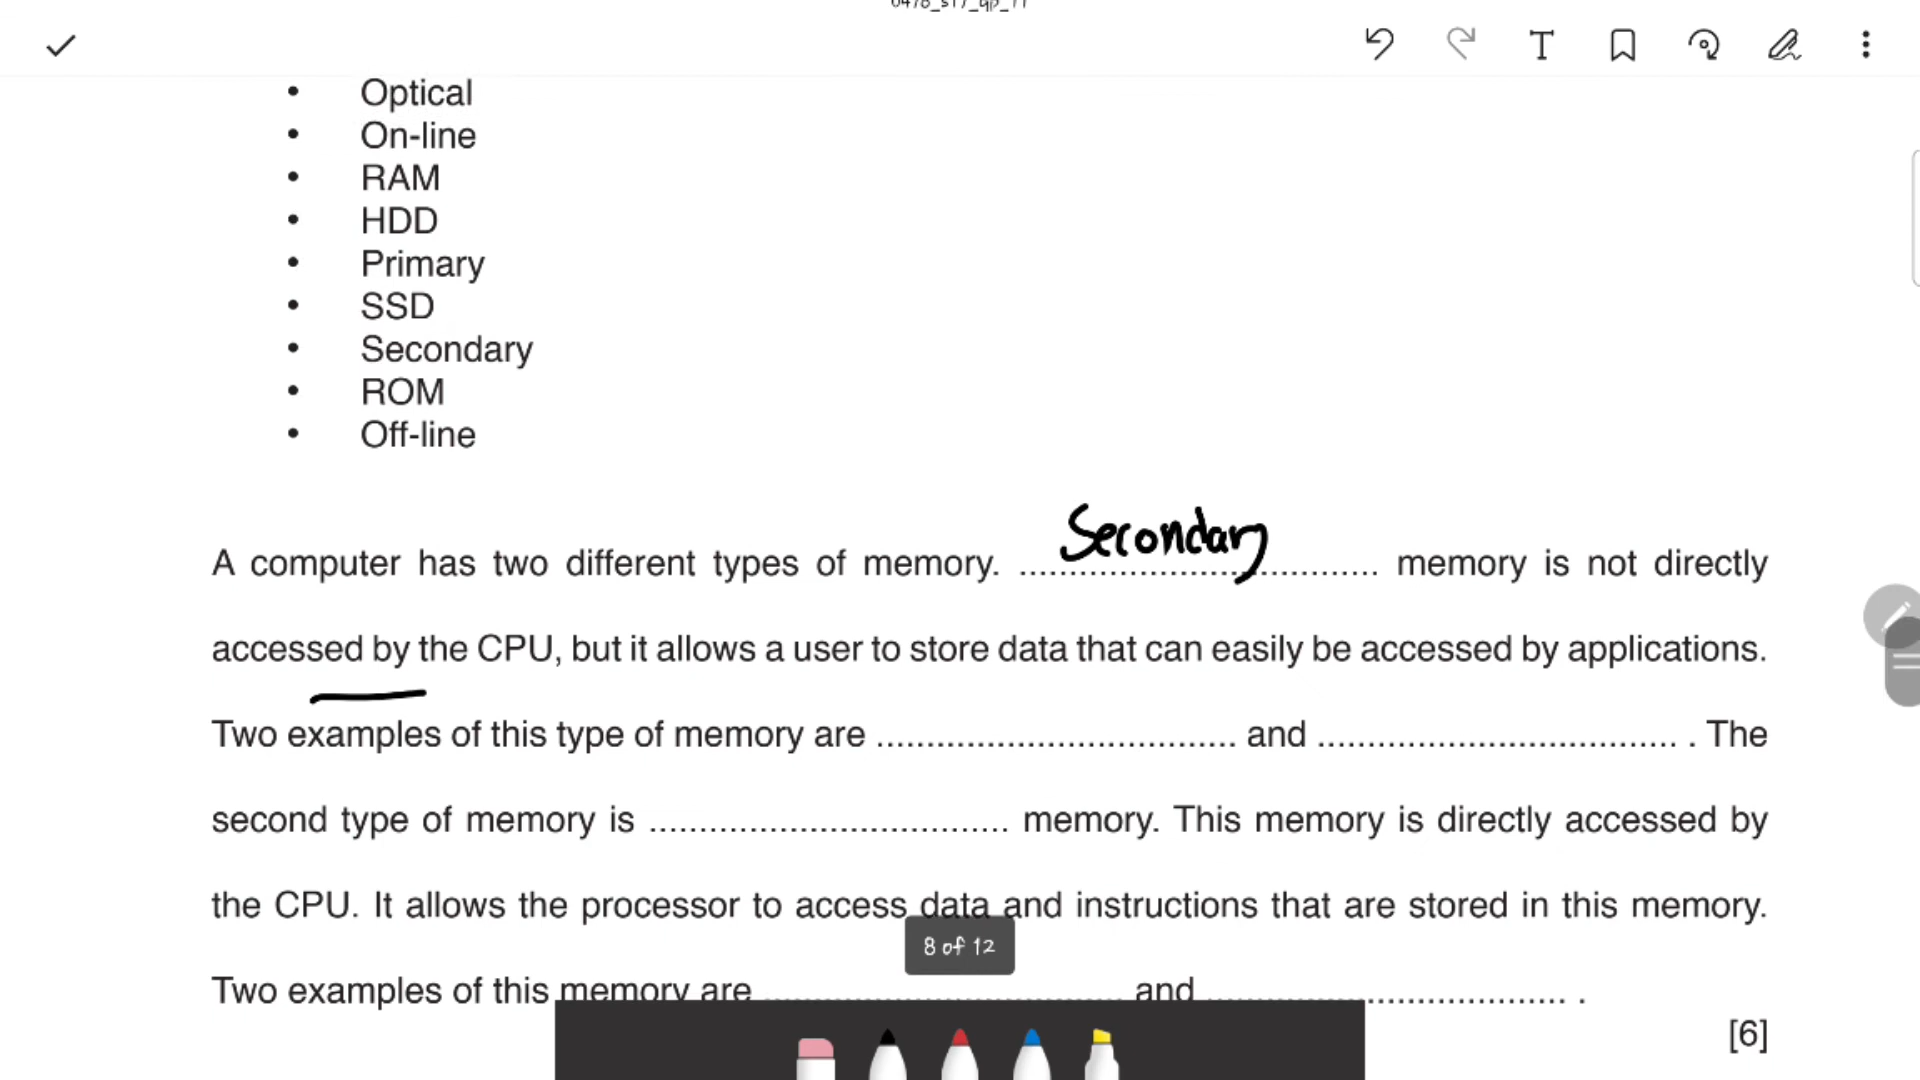 0478_s17_qp_11
• Optical
• On-line
• RAM
• HDD
• Primary
• SSD
• Secondary
• ROM
• Off-line
Secondary
A computer has two different types of memory. .................................... memory is not directly
accessed by the CPU, but it allows a user to store data that can easily be accessed by applications.
Two examples of this type of memory are .................................... and .................................... . The
second type of memory is .................................... memory. This memory is directly accessed by
the CPU. It allows the processor to access data and instructions that are stored in this memory.
8 of 12
Two examples of this memory are .................................... and .................................... .
[6]